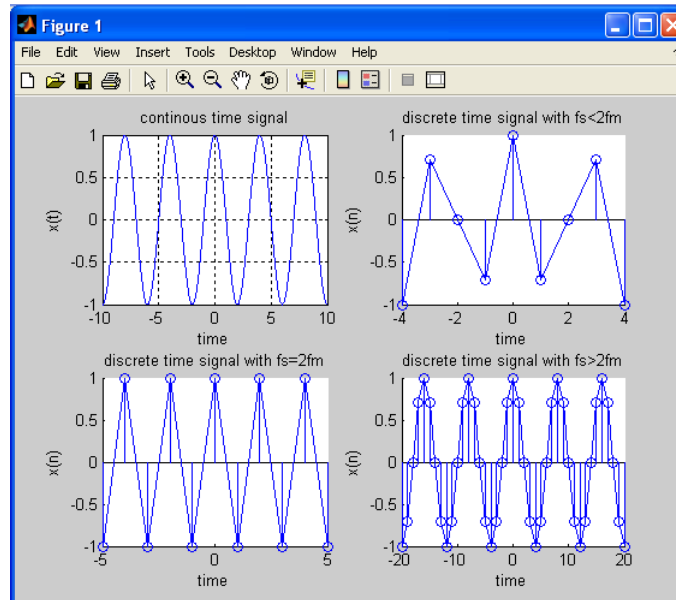 Figure 1
File Edit View Insert Tools Desktop Window Help
continous time signal
1
0.5
0
-0.5
-1
x(t)
-10 -5 0 5 10
time
discrete time signal with fs<2fm
1
0.5
0
-0.5
-1
x(n)
-4 -2 0 2 4
time
discrete time signal with fs=2fm
1
0.5
0
-0.5
-1
x(n)
-5 0 5
time
discrete time signal with fs>2fm
1
0.5
0
-0.5
-1
x(n)
-20 -10 0 10 20
time